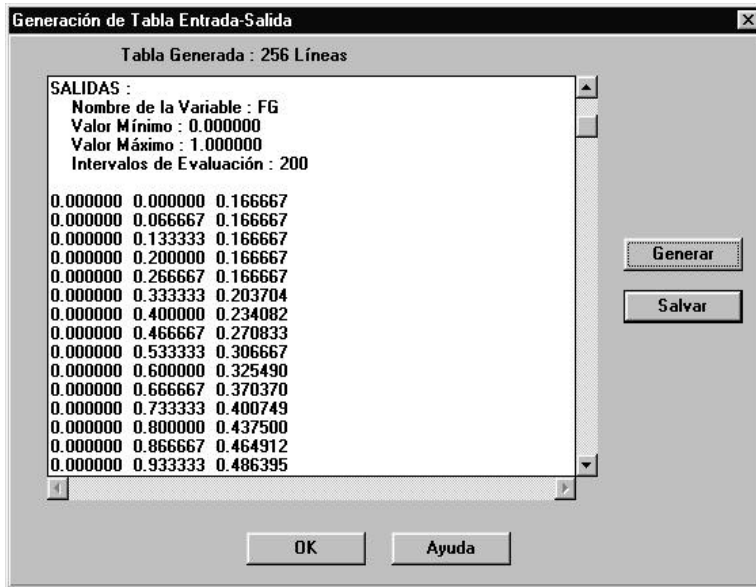 Generación de Tabla Entrada-Salida
Tabla Generada : 256 Líneas
SALIDAS :
Nombre de la Variable : FG
Valor Mínimo : 0.000000
Valor Máximo : 1.000000
Intervalos de Evaluación : 200
0.000000 0.000000 0.166667
0.000000 0.066667 0.166667
0.000000 0.133333 0.166667
0.000000 0.200000 0.166667
0.000000 0.266667 0.166667
0.000000 0.333333 0.203704
0.000000 0.400000 0.234082
0.000000 0.466667 0.270833
0.000000 0.533333 0.306667
0.000000 0.600000 0.325490
0.000000 0.666667 0.370370
0.000000 0.733333 0.400749
0.000000 0.800000 0.437500
0.000000 0.866667 0.464912
0.000000 0.933333 0.486395
Generar
Salvar
OK
Ayuda